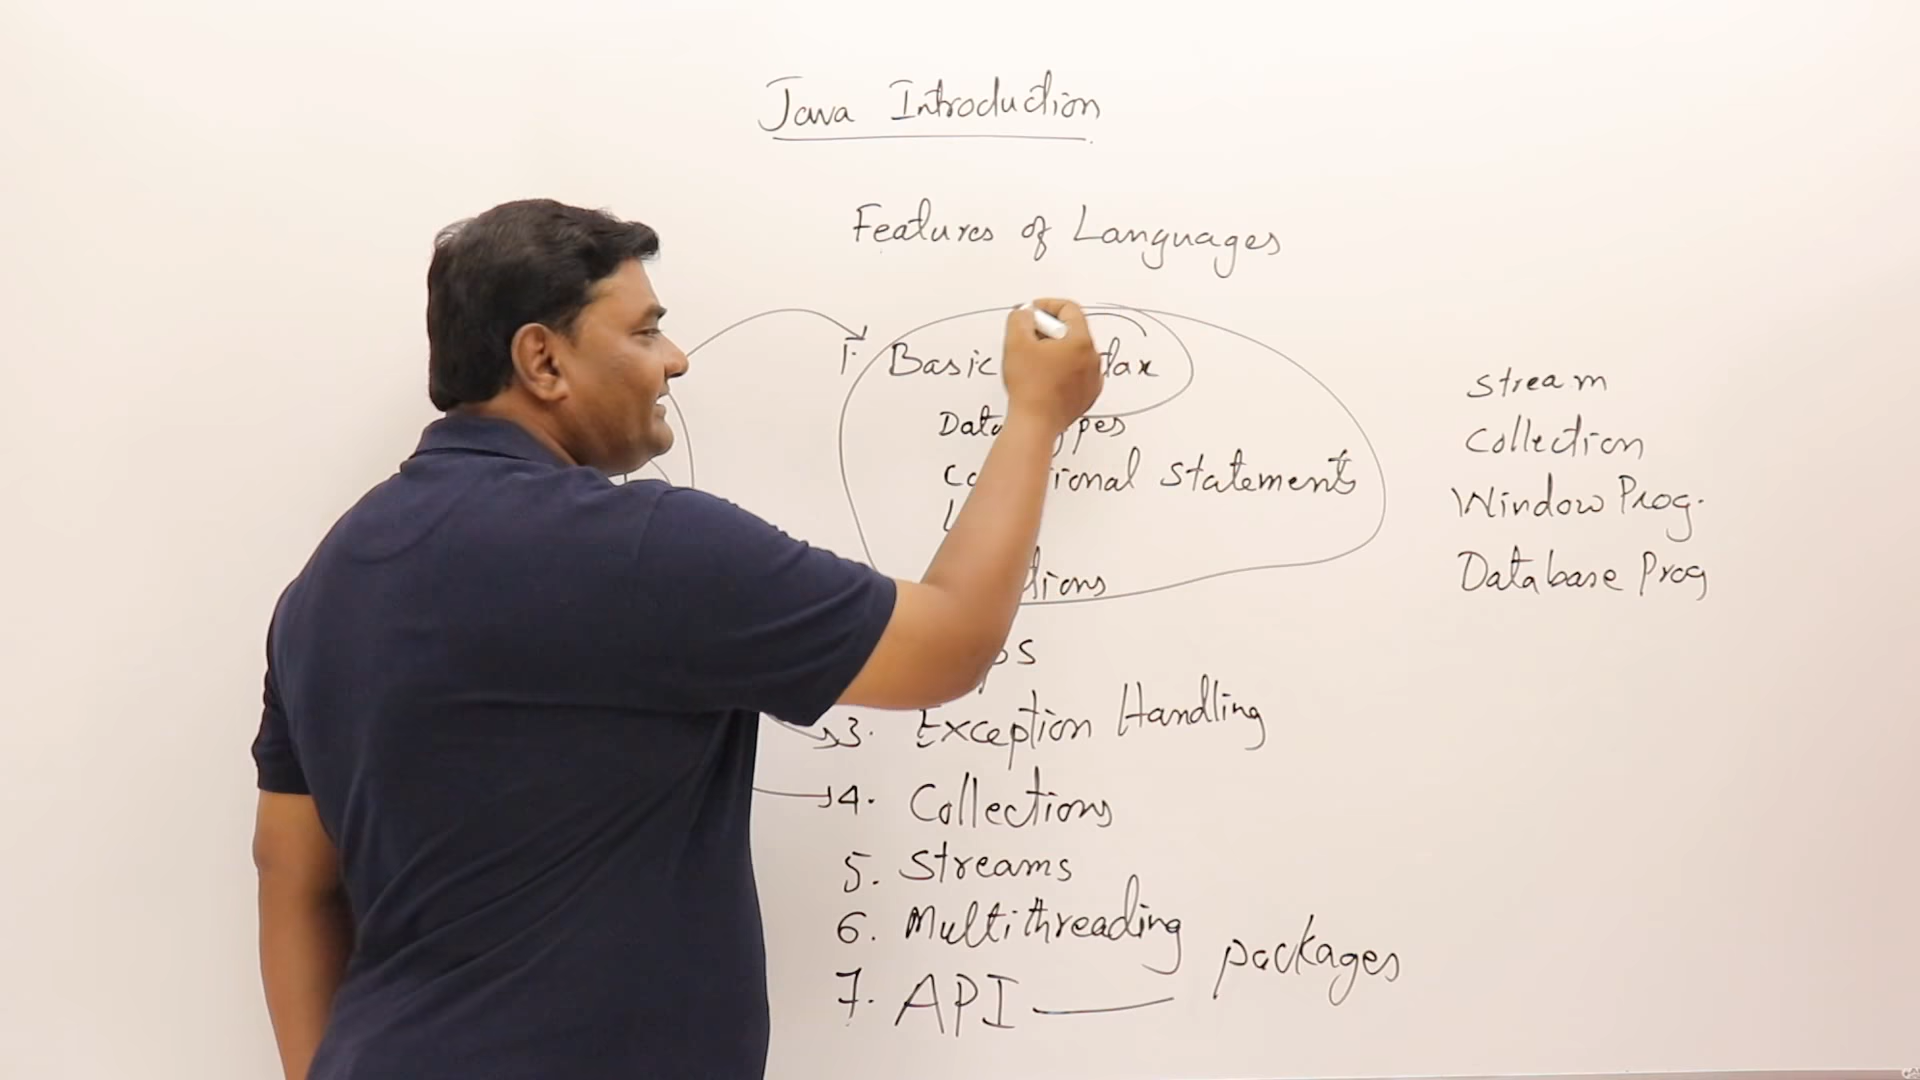 Java Introduction
Features of Languages
1. Basic
Data
Statements
3. Exception Handling
4. Collections
5. Streams
6. Multithreading
7. API — packages
Stream
Collection
Window Prog.
Database Prog